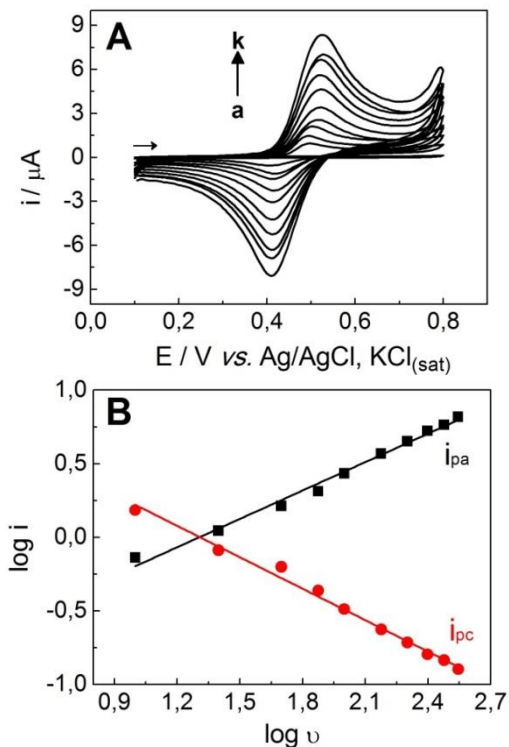 A
k
a
9
6
3
0
-3
-6
-9
i / μA
0,0
0,2
0,4
0,6
0,8
E / V vs. Ag/AgCl, KCl(sat)
B
1,0
0,5
0,0
-0,5
-1,0
log i
ipa
ipc
0,9
1,2
1,5
1,8
2,1
2,4
2,7
log υ